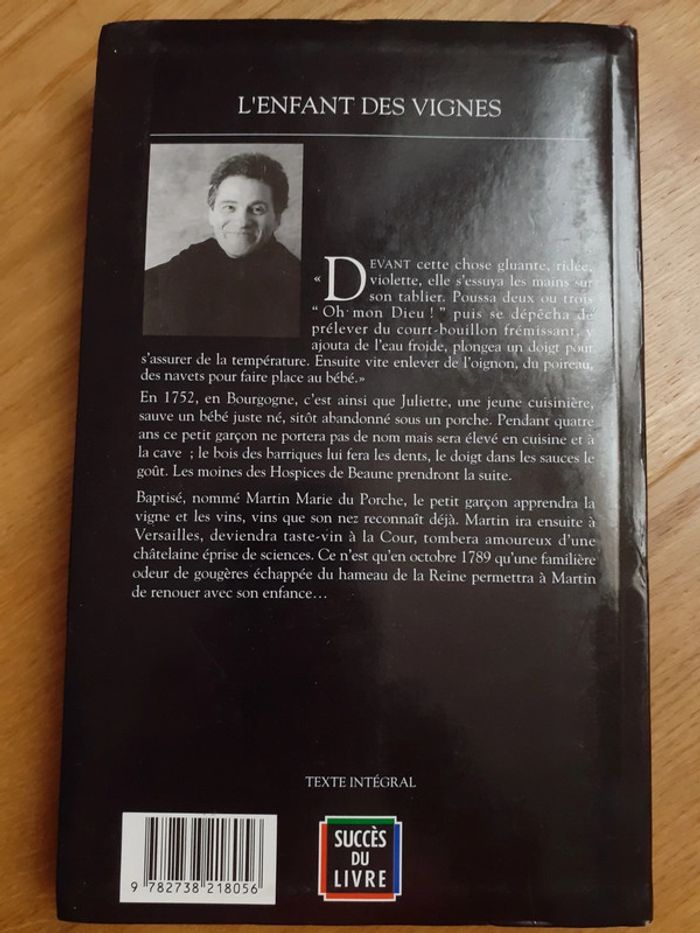 L'ENFANT DES VIGNES
« DEVANT cette chose gluante, ridée,
violette, elle s'essuya les mains sur
son tablier. Poussa deux ou trois
“ Oh mon Dieu ! ” puis se dépêcha de
prélever du court-bouillon frémissant, y
ajouta de l'eau froide, plongea un doigt pour
s'assurer de la température. Ensuite vite enlever de l'oignon, du poireau,
des navets pour faire place au bébé.»
En 1752, en Bourgogne, c'est ainsi que Juliette, une jeune cuisinière,
sauve un bébé juste né, sitôt abandonné sous un porche. Pendant quatre
ans ce petit garçon ne portera pas de nom mais sera élevé en cuisine et à
la cave ; le bois des barriques lui fera les dents, le doigt dans les sauces le
goût. Les moines des Hospices de Beaune prendront la suite.
Baptisé, nommé Martin Marie du Porche, le petit garçon apprendra la
vigne et les vins, vins que son nez reconnaît déjà. Martin ira ensuite à
Versailles, deviendra taste-vin à la Cour, tombera amoureux d'une
châtelaine éprise de sciences. Ce n'est qu'en octobre 1789 qu'une familière
odeur de gougères échappée du hameau de la Reine permettra à Martin
de renouer avec son enfance…
TEXTE INTÉGRAL
SUCCÈS
DU
LIVRE
9 782738 218056